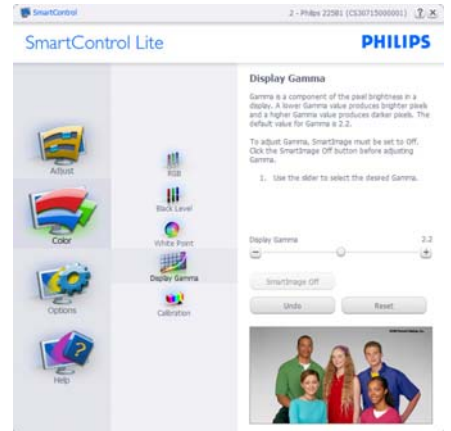 SmartControl
2 - Philips 225B1 (CS30715000001)
? X
SmartControl Lite
PHILIPS
Display Gamma
Gamma is a component of the pixel brightness in a
display. A lower Gamma value produces brighter pixels
and a higher Gamma value produces darker pixels. The
default value for Gamma is 2.2.
To adjust Gamma, SmartImage must be set to Off.
Click the SmartImage Off button before adjusting
Gamma.
1. Use the slider to select the desired Gamma.
Adjust
Color
Options
Help
RGB
Black Level
White Point
Display Gamma
Calibration
Display Gamma 2.2
SmartImage Off
Undo
Reset